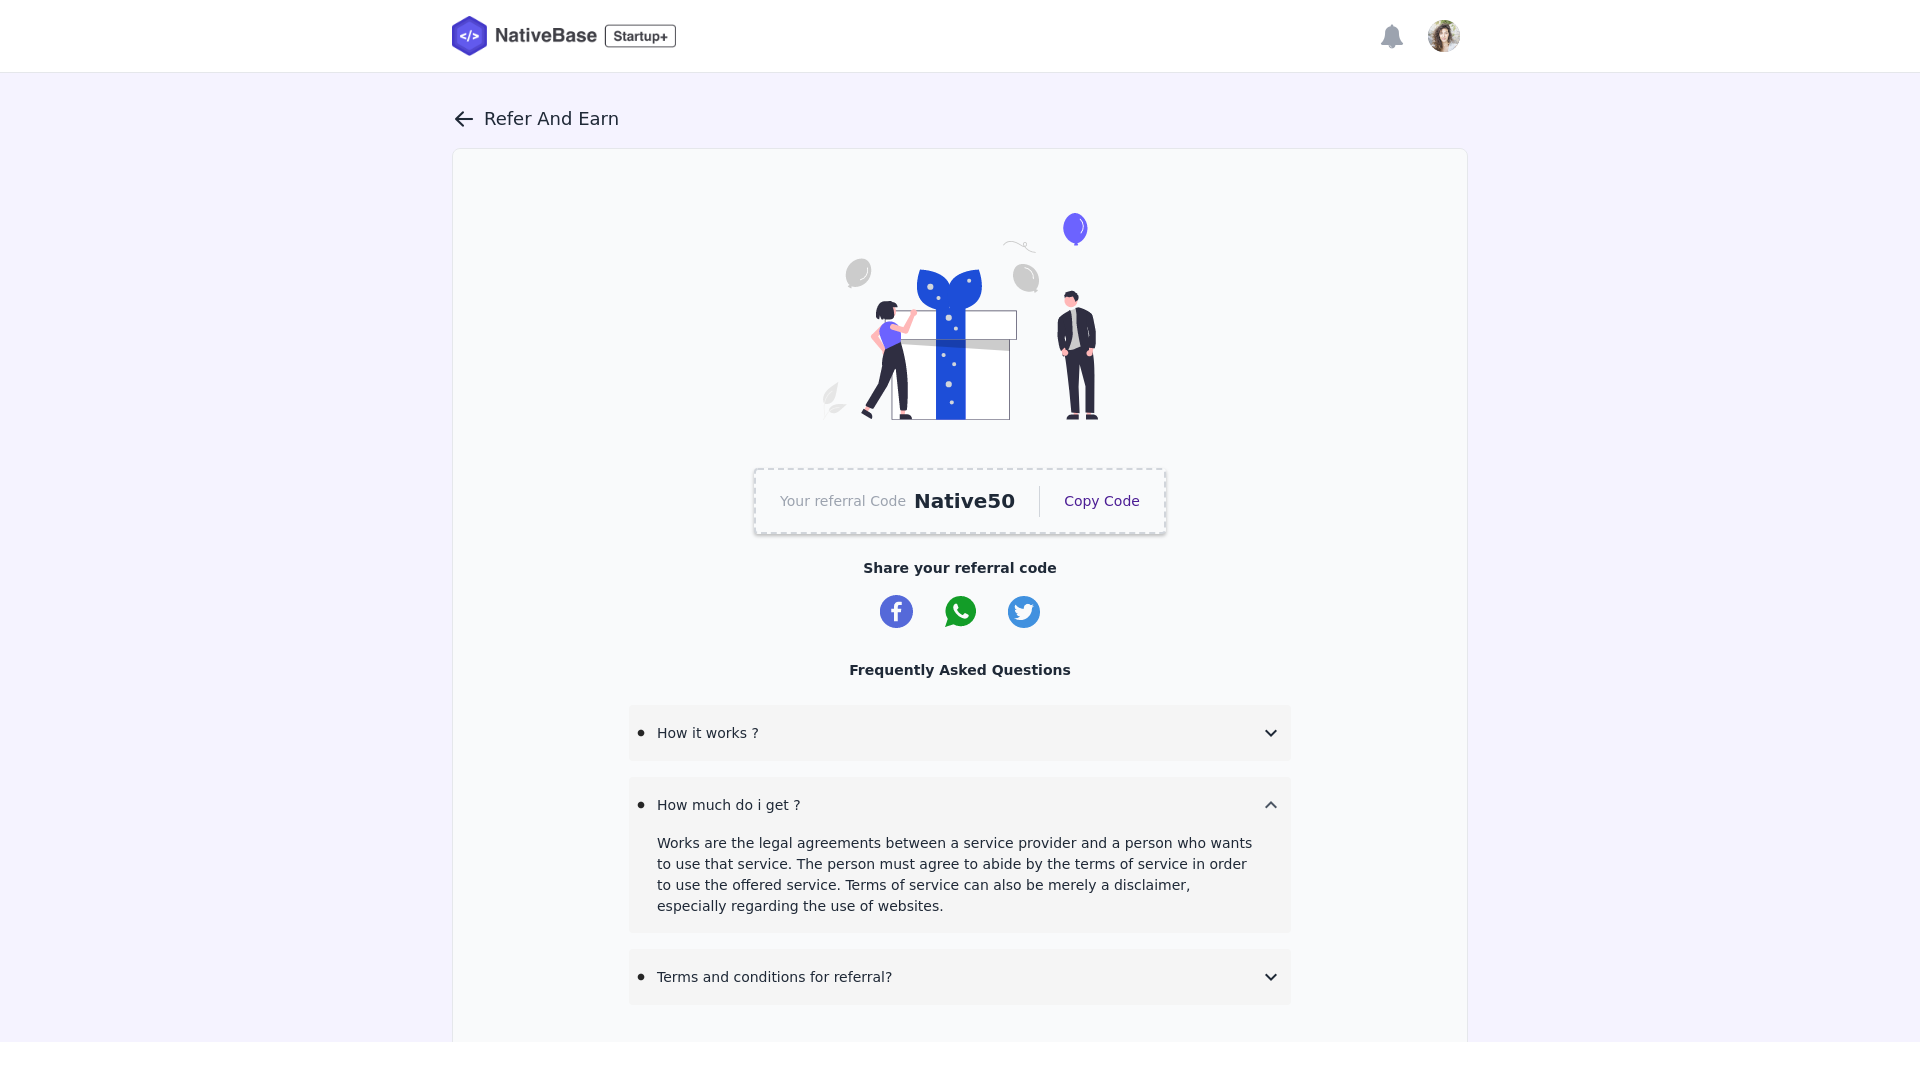 </> NativeBase Startup+
Refer And Earn
Your referral Code Native50 Copy Code
Share your referral code
Frequently Asked Questions
How it works ?
How much do i get ?
Works are the legal agreements between a service provider and a person who wants
to use that service. The person must agree to abide by the terms of service in order
to use the offered service. Terms of service can also be merely a disclaimer,
especially regarding the use of websites.
Terms and conditions for referral?